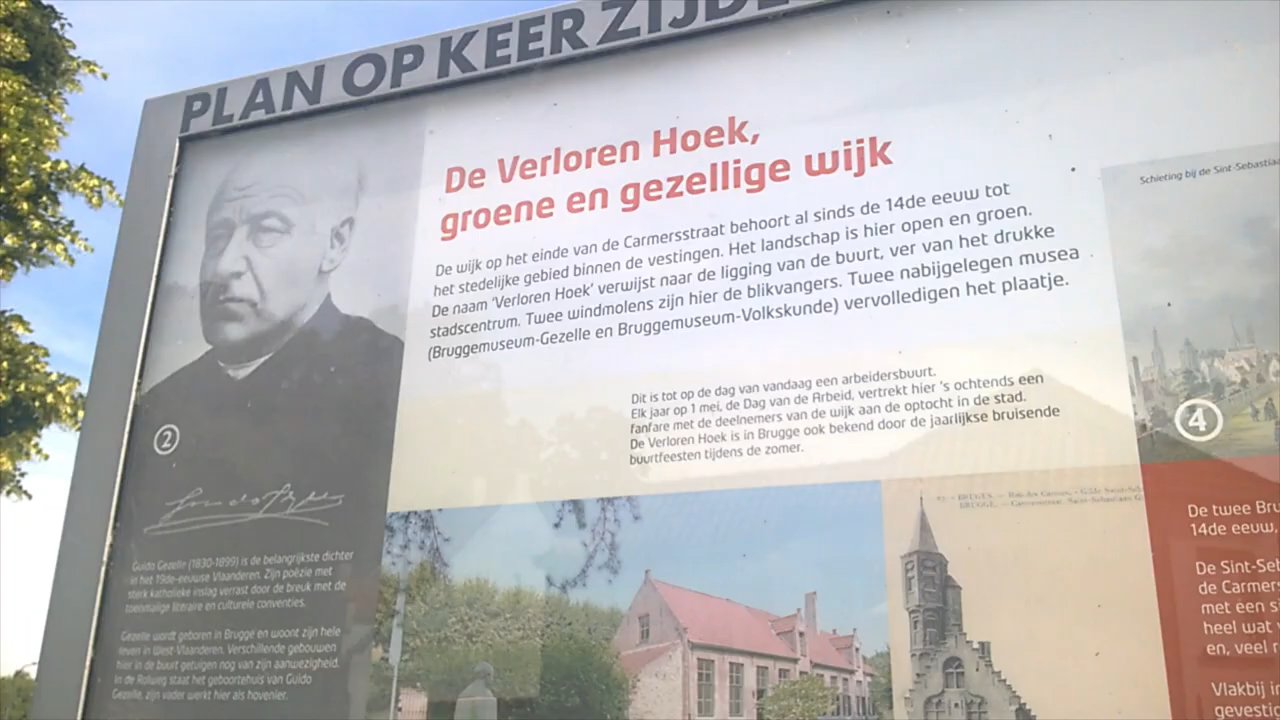 PLAN OP KEERZIJDE
De Verloren Hoek,
groene en gezellige wijk
De wijk op het einde van de Carmersstraat behoort al sinds de 14de eeuw tot
het stedelijke gebied binnen de vestingen. Het landschap is hier open en groen.
De naam 'Verloren Hoek' verwijst naar de ligging van de buurt, ver van het drukke
stadscentrum. Twee windmolens zijn hier de blikvangers. Twee nabijgelegen musea
(Bruggemuseum-Gezelle en Bruggemuseum-Volkskunde) vervolledigen het plaatje.
Dit is tot op de dag van vandaag een arbeidersbuurt.
Elk jaar op 1 mei, de Dag van de Arbeid, vertrekt hier 's ochtends een
fanfare met de deelnemers van de wijk aan de optocht in de stad.
De Verloren Hoek is in Brugge ook bekend door de jaarlijkse bruisende
buurtfeesten tijdens de zomer.
2
Guido Gezelle (1830-1899) is de belangrijkste dichter
in het 19de-eeuwse Vlaanderen. Zijn poëzie met
sterk katholieke inslag verrast door de breuk met de
toenmalige literaire en culturele conventies.
Gezelle wordt geboren in Brugge en woont zijn hele
leven in West-Vlaanderen. Verschillende gebouwen
hier in de buurt getuigen nog van zijn aanwezigheid.
In de Rolweg staat het geboortehuis van Guido
Gezelle, zijn vader werkt hier als hovenier.
Schieting bij de Sint-Sebastia
4
BRUGES. - Rue des Carmes. - Gilde
BRUGGE. - Carmersstraat.
De twee Bru
14de eeuw,
De Sint-Seb
de Carmer
met een s
heel wat
en, veel r
Vlakbij i
gevestig